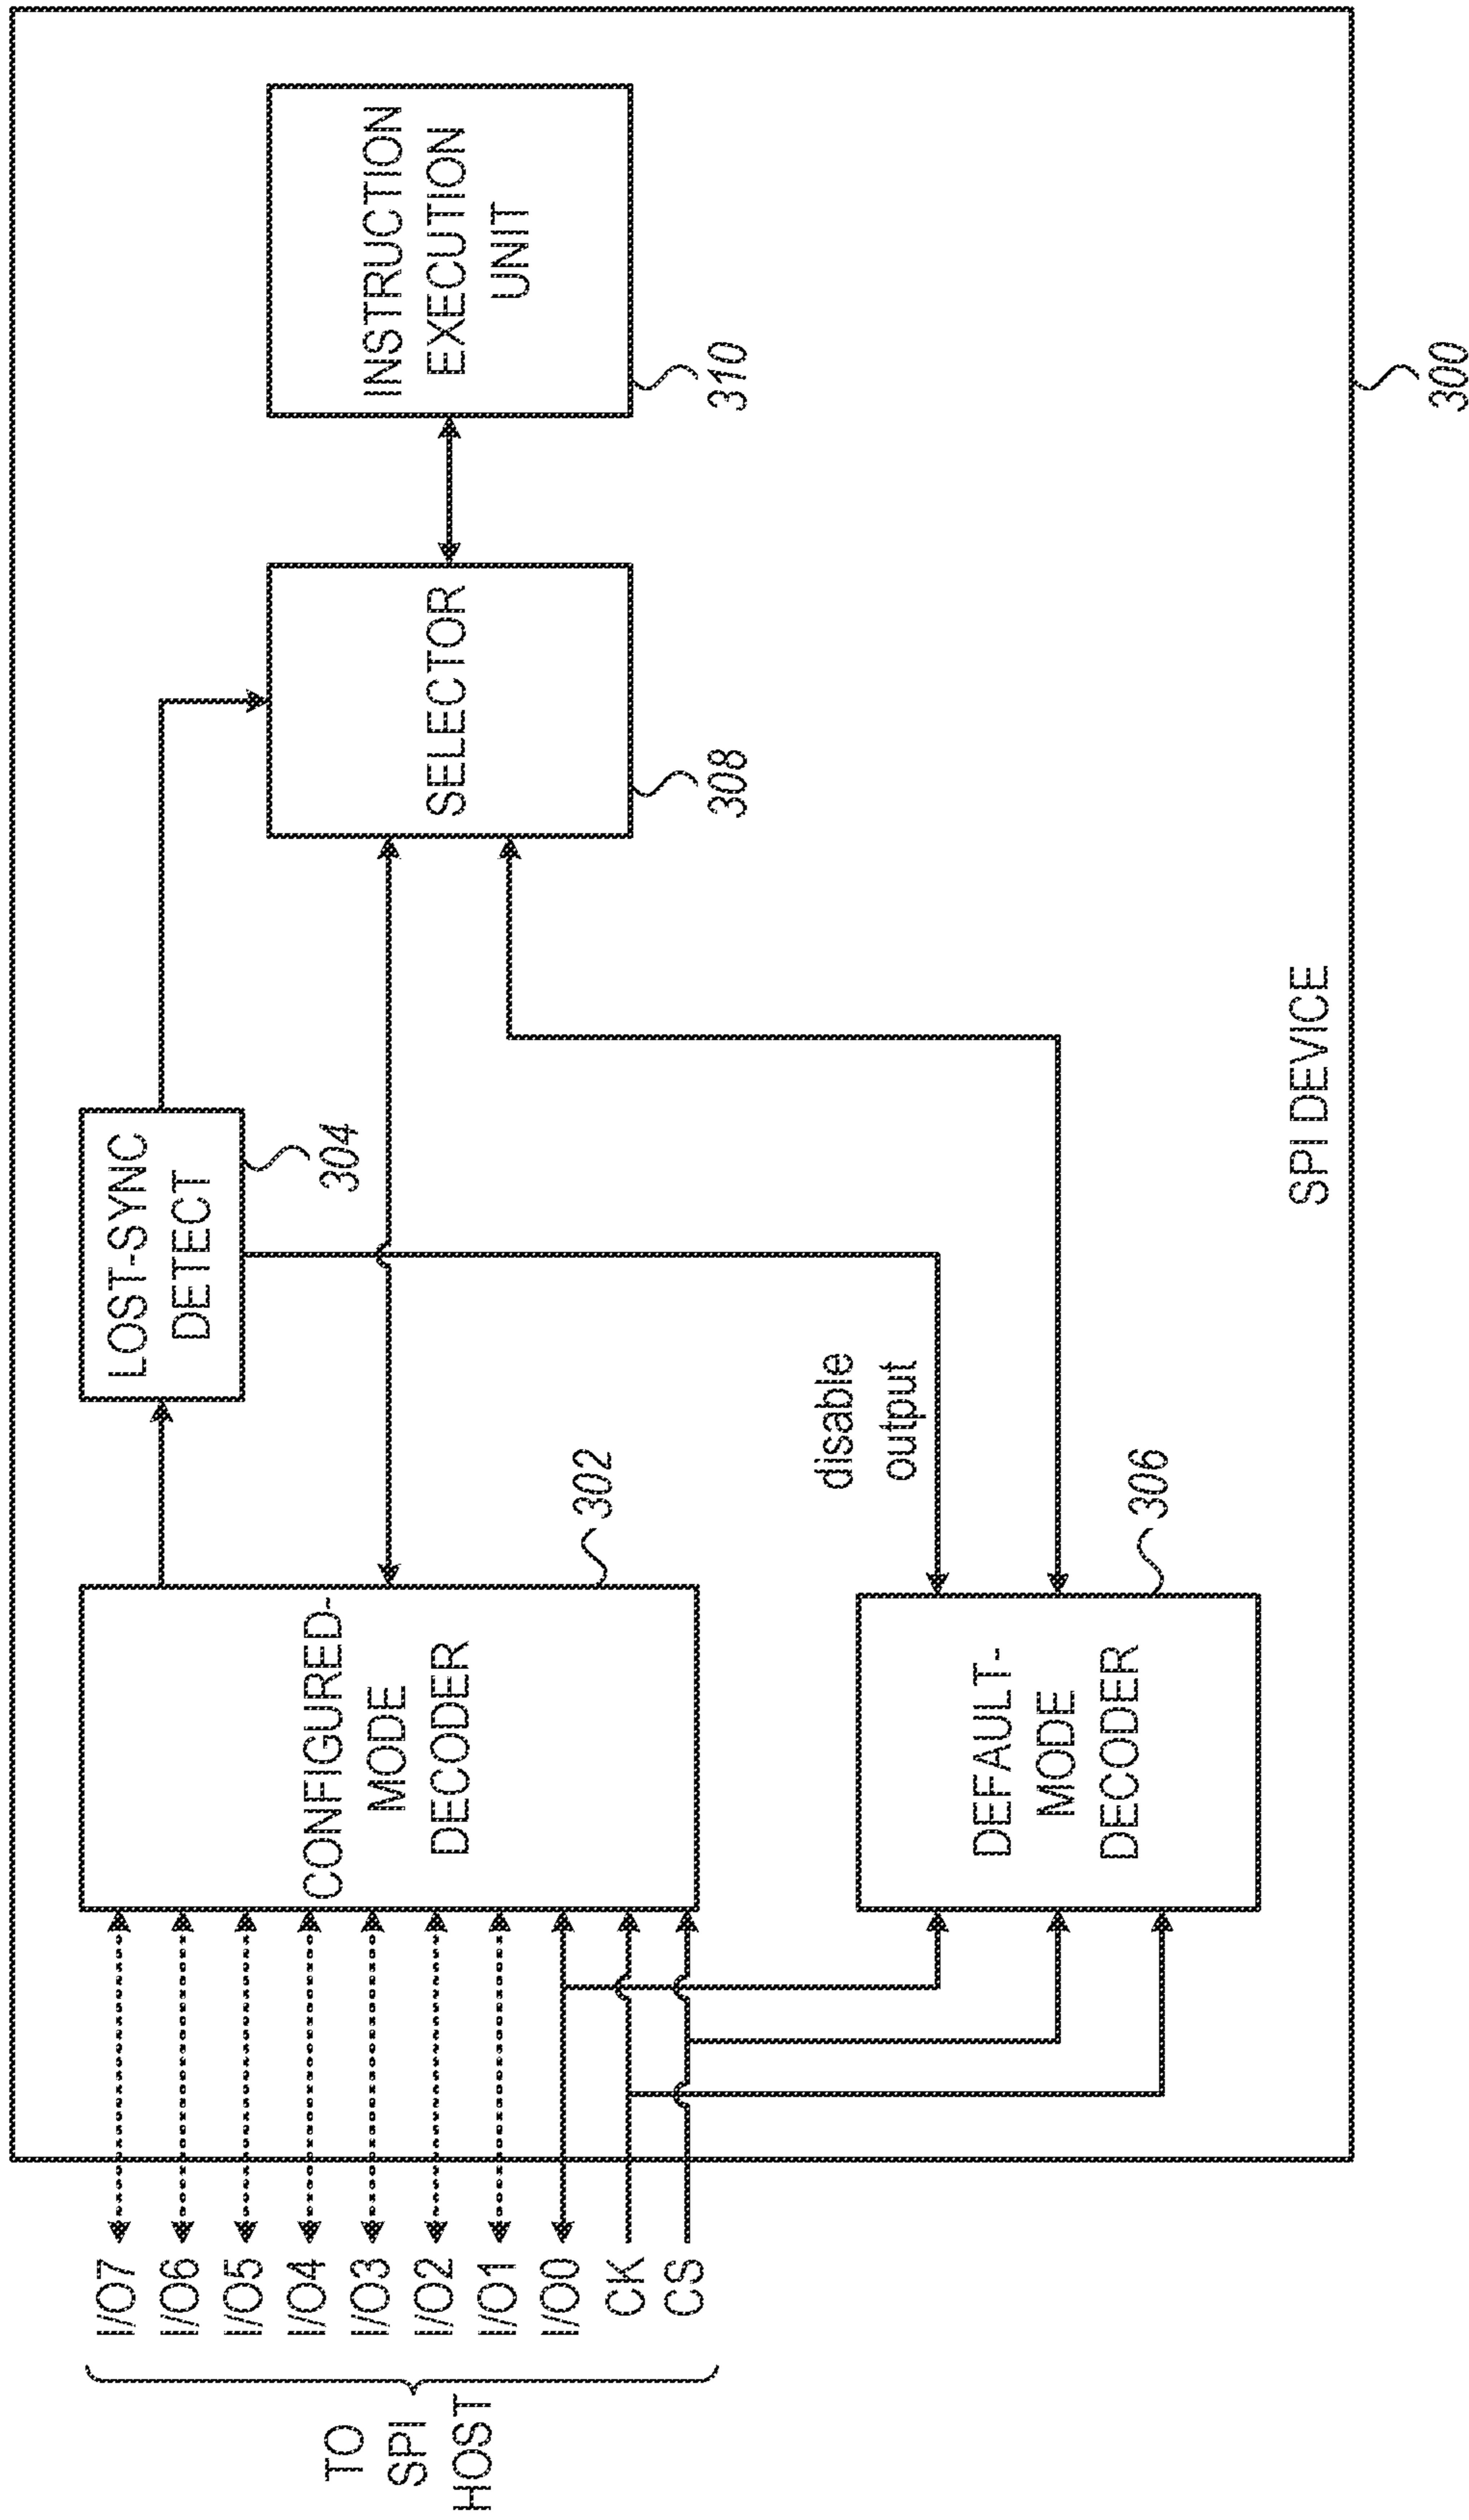 TO
SPI
HOST
I/O7
I/O6
I/O5
I/O4
I/O3
I/O2
I/O1
I/O0
CK
CS
CONFIGURED-
MODE
DECODER
302
LOST-SYNC
DETECT
304
disable
output
DEFAULT-
MODE
DECODER
306
SELECTOR
308
INSTRUCTION
EXECUTION
UNIT
310
SPI DEVICE
300